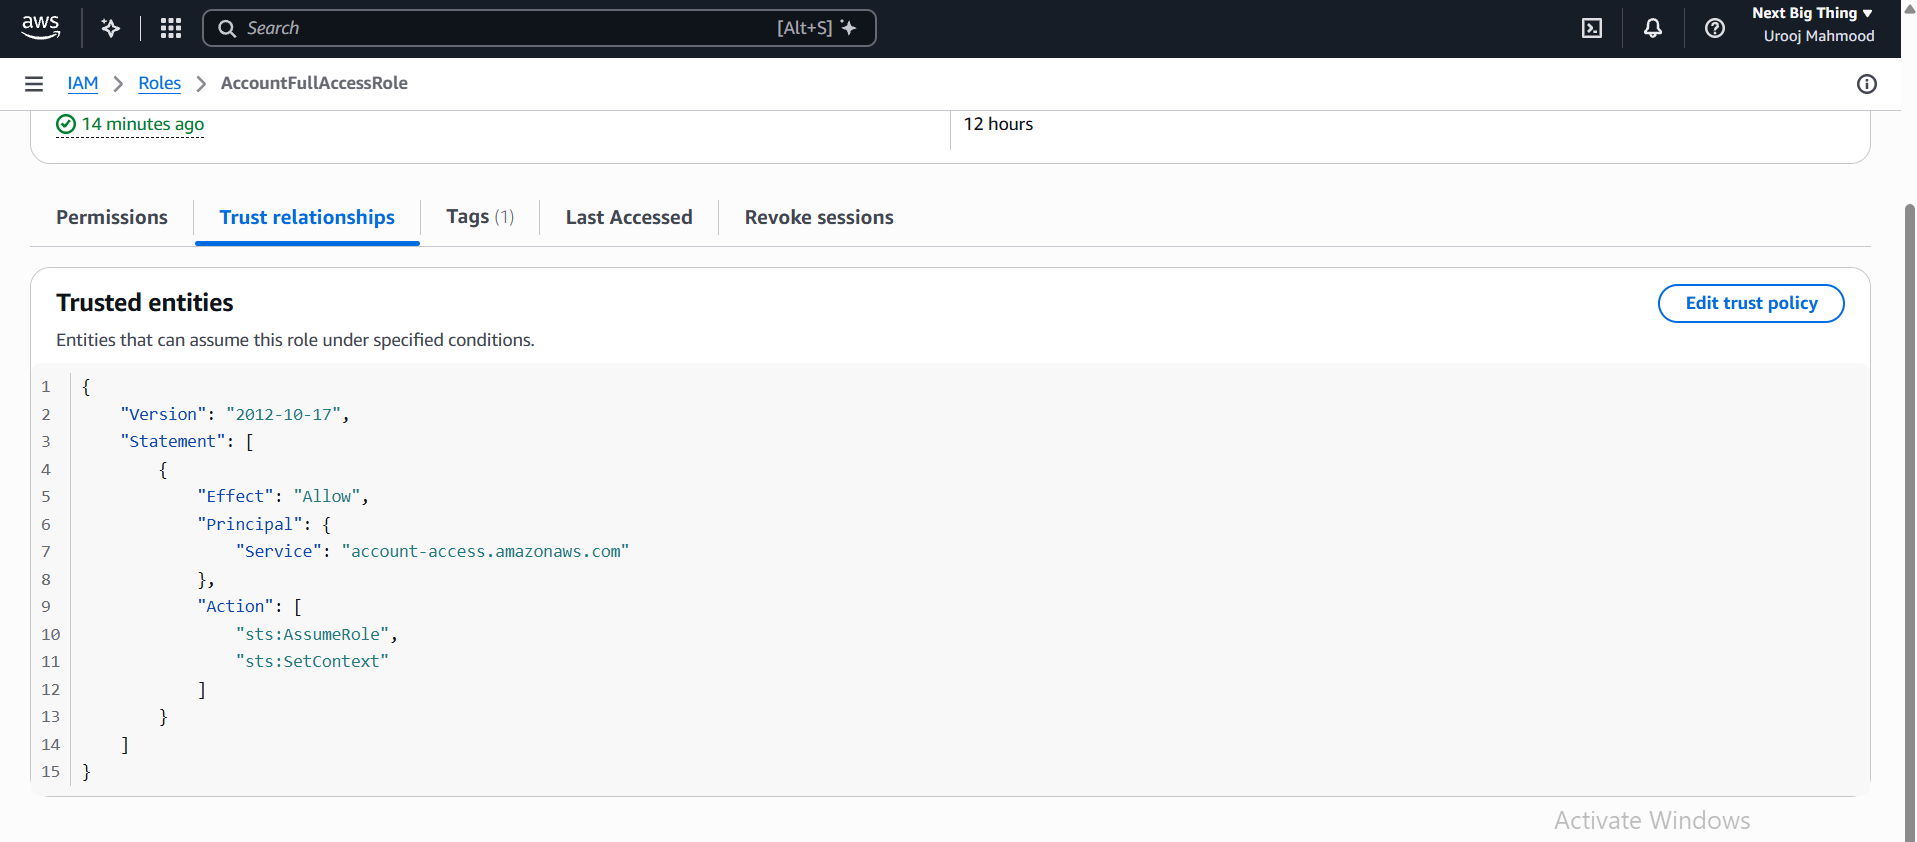 aws
Search [Alt+S]
Next Big Thing
Urooj Mahmood
IAM > Roles > AccountFullAccessRole
14 minutes ago
12 hours
Permissions
Trust relationships
Tags (1)
Last Accessed
Revoke sessions
Trusted entities
Edit trust policy
Entities that can assume this role under specified conditions.
1 {
2     "Version": "2012-10-17",
3     "Statement": [
4         {
5             "Effect": "Allow",
6             "Principal": {
7                 "Service": "account-access.amazonaws.com"
8             },
9             "Action": [
10                 "sts:AssumeRole",
11                 "sts:SetContext"
12             ]
13         }
14     ]
15 }
Activate Windows